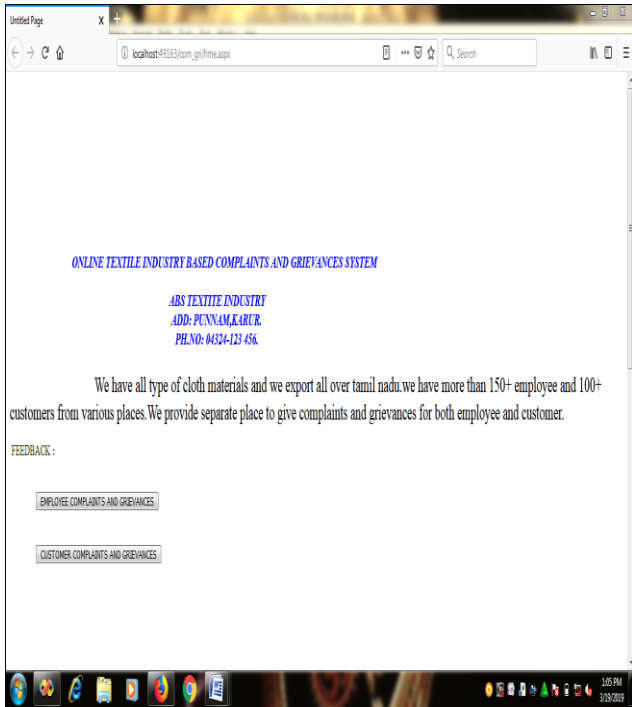 Untitled Page X +
localhost:49163/com_gri/hme.aspx
Search
ONLINE TEXTILE INDUSTRY BASED COMPLAINTS AND GRIEVANCES SYSTEM
ABS TEXTITE INDUSTRY
ADD: PUNNAM,KARUR.
PH.NO: 04324-123 456.
We have all type of cloth materials and we export all over tamil nadu.we have more than 150+ employee and 100+
customers from various places.We provide separate place to give complaints and grievances for both employee and customer.
FEEDBACK :
EMPLOYEE COMPLAINTS AND GRIEVANCES
CUSTOMER COMPLAINTS AND GRIEVANCES
1:05 PM
3/19/2019